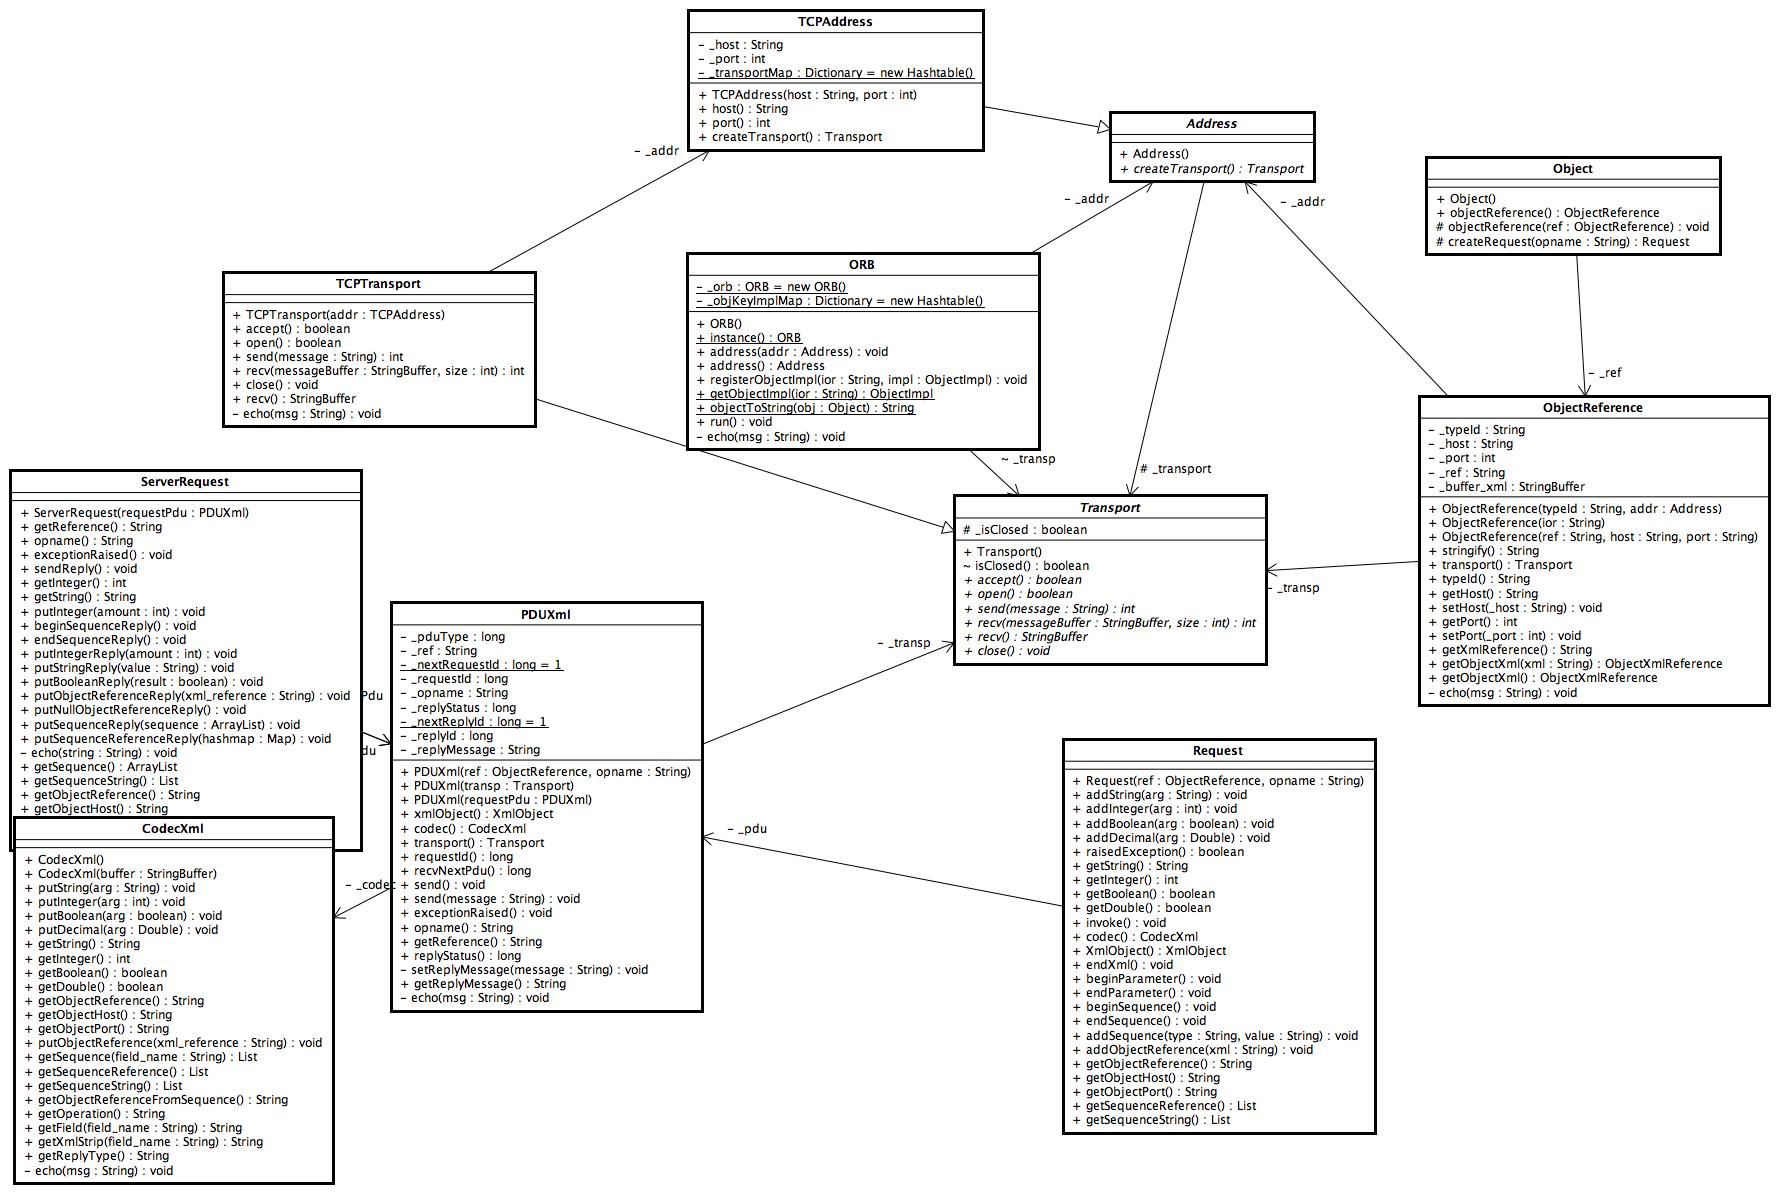 TCPAddress
- _host : String
- _port : int
- _transportMap : Dictionary = new Hashtable()
+ TCPAddress(host : String, port : int)
+ host() : String
+ port() : int
+ createTransport() : Transport
Address
+ Address()
+ createTransport() : Transport
Object
+ Object()
+ objectReference() : ObjectReference
# objectReference(ref : ObjectReference) : void
# createRequest(opname : String) : Request
- _addr
- _addr
- _addr
TCPTransport
+ TCPTransport(addr : TCPAddress)
+ accept() : boolean
+ open() : boolean
+ send(message : String) : int
+ recv(messageBuffer : StringBuffer, size : int) : int
+ close() : void
+ recv() : StringBuffer
- echo(msg : String) : void
ORB
- _orb : ORB = new ORB()
- _objKeyImplMap : Dictionary = new Hashtable()
+ ORB()
+ instance() : ORB
+ address(addr : Address) : void
+ address() : Address
+ registerObjectImpl(ior : String, impl : ObjectImpl) : void
+ getObjectImpl(ior : String) : ObjectImpl
+ objectToString(obj : Object) : String
+ run() : void
- echo(msg : String) : void
- _ref
~ _transp
# _transport
ObjectReference
- _typeId : String
- _host : String
- _port : int
- _ref : String
- _buffer_xml : StringBuffer
+ ObjectReference(typeId : String, addr : Address)
+ ObjectReference(ior : String)
+ ObjectReference(ref : String, host : String, port : String)
+ stringify() : String
+ transport() : Transport
+ typeId() : String
+ getHost() : String
+ setHost(_host : String) : void
+ getPort() : int
+ setPort(_port : int) : void
+ getXmlReference() : String
+ getObjectXml(xml : String) : ObjectXmlReference
+ getObjectXml() : ObjectXmlReference
- echo(msg : String) : void
Transport
# _isClosed : boolean
+ Transport()
~ isClosed() : boolean
+ accept() : boolean
+ open() : boolean
+ send(message : String) : int
+ recv(messageBuffer : StringBuffer, size : int) : int
+ recv() : StringBuffer
+ close() : void
- _transp
- _transp
ServerRequest
+ ServerRequest(requestPdu : PDUXml)
+ getReference() : String
+ opname() : String
+ exceptionRaised() : void
+ sendReply() : void
+ getInteger() : int
+ getString() : String
+ putInteger(amount : int) : void
+ beginSequenceReply() : void
+ endSequenceReply() : void
+ putIntegerReply(amount : int) : void
+ putStringReply(value : String) : void
+ putBooleanReply(result : boolean) : void
+ putObjectReferenceReply(xml_reference : String) : void
+ putNullObjectReferenceReply() : void
+ putSequenceReply(sequence : ArrayList) : void
+ putSequenceReferenceReply(hashmap : Map) : void
- echo(string : String) : void
+ getSequence() : ArrayList
+ getSequenceString() : List
+ getObjectReference() : String
+ getObjectHost() : String
Pdu
du
PDUXml
- _pduType : long
- _ref : String
- _nextRequestId : long = 1
- _requestId : long
- _opname : String
- _replyStatus : long
- _nextReplyId : long = 1
- _replyId : long
- _replyMessage : String
+ PDUXml(ref : ObjectReference, opname : String)
+ PDUXml(transp : Transport)
+ PDUXml(requestPdu : PDUXml)
+ xmlObject() : XmlObject
+ codec() : CodecXml
+ transport() : Transport
+ requestId() : long
+ recvNextPdu() : long
+ send() : void
+ send(message : String) : void
+ exceptionRaised() : void
+ opname() : String
+ getReference() : String
+ replyStatus() : long
- setReplyMessage(message : String) : void
+ getReplyMessage() : String
- echo(msg : String) : void
- _pdu
- _codec
CodecXml
+ CodecXml()
+ CodecXml(buffer : StringBuffer)
+ putString(arg : String) : void
+ putInteger(arg : int) : void
+ putBoolean(arg : boolean) : void
+ putDecimal(arg : Double) : void
+ getString() : String
+ getInteger() : int
+ getBoolean() : boolean
+ getDouble() : boolean
+ getObjectReference() : String
+ getObjectHost() : String
+ getObjectPort() : String
+ putObjectReference(xml_reference : String) : void
+ getSequence(field_name : String) : List
+ getSequenceReference() : List
+ getSequenceString() : List
+ getObjectReferenceFromSequence() : String
+ getOperation() : String
+ getField(field_name : String) : String
+ getXmlStrip(field_name : String) : String
+ getReplyType() : String
- echo(msg : String) : void
Request
+ Request(ref : ObjectReference, opname : String)
+ addString(arg : String) : void
+ addInteger(arg : int) : void
+ addBoolean(arg : boolean) : void
+ addDecimal(arg : Double) : void
+ raisedException() : boolean
+ getString() : String
+ getInteger() : int
+ getBoolean() : boolean
+ getDouble() : boolean
+ invoke() : void
+ codec() : CodecXml
+ XmlObject() : XmlObject
+ endXml() : void
+ beginParameter() : void
+ endParameter() : void
+ beginSequence() : void
+ endSequence() : void
+ addSequence(type : String, value : String) : void
+ addObjectReference(xml : String) : void
+ getObjectReference() : String
+ getObjectHost() : String
+ getObjectPort() : String
+ getSequenceReference() : List
+ getSequenceString() : List